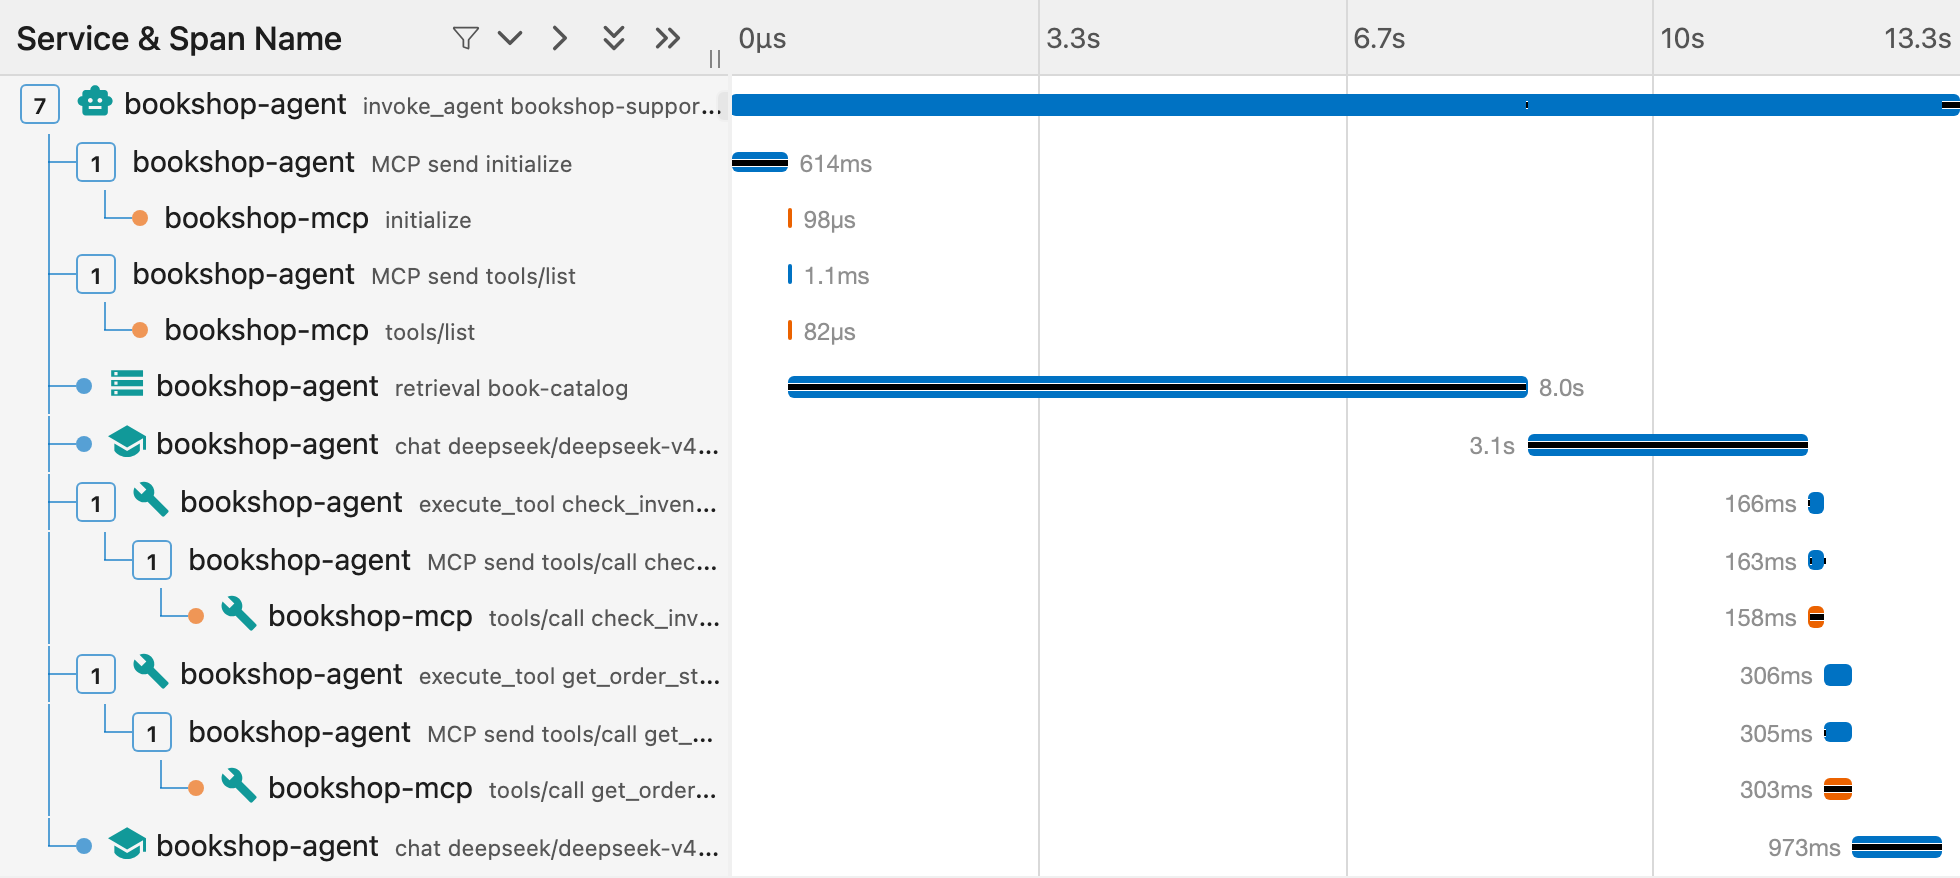 Service & Span Name 0μs 3.3s 6.7s 10s 13.3s
7 bookshop-agent invoke_agent bookshop-suppor...
1 bookshop-agent MCP send initialize 614ms
bookshop-mcp initialize 98μs
1 bookshop-agent MCP send tools/list 1.1ms
bookshop-mcp tools/list 82μs
bookshop-agent retrieval book-catalog 8.0s
bookshop-agent chat deepseek/deepseek-v4... 3.1s
1 bookshop-agent execute_tool check_inven... 166ms
1 bookshop-agent MCP send tools/call chec... 163ms
bookshop-mcp tools/call check_inv... 158ms
1 bookshop-agent execute_tool get_order_st... 306ms
1 bookshop-agent MCP send tools/call get_... 305ms
bookshop-mcp tools/call get_order... 303ms
bookshop-agent chat deepseek/deepseek-v4... 973ms